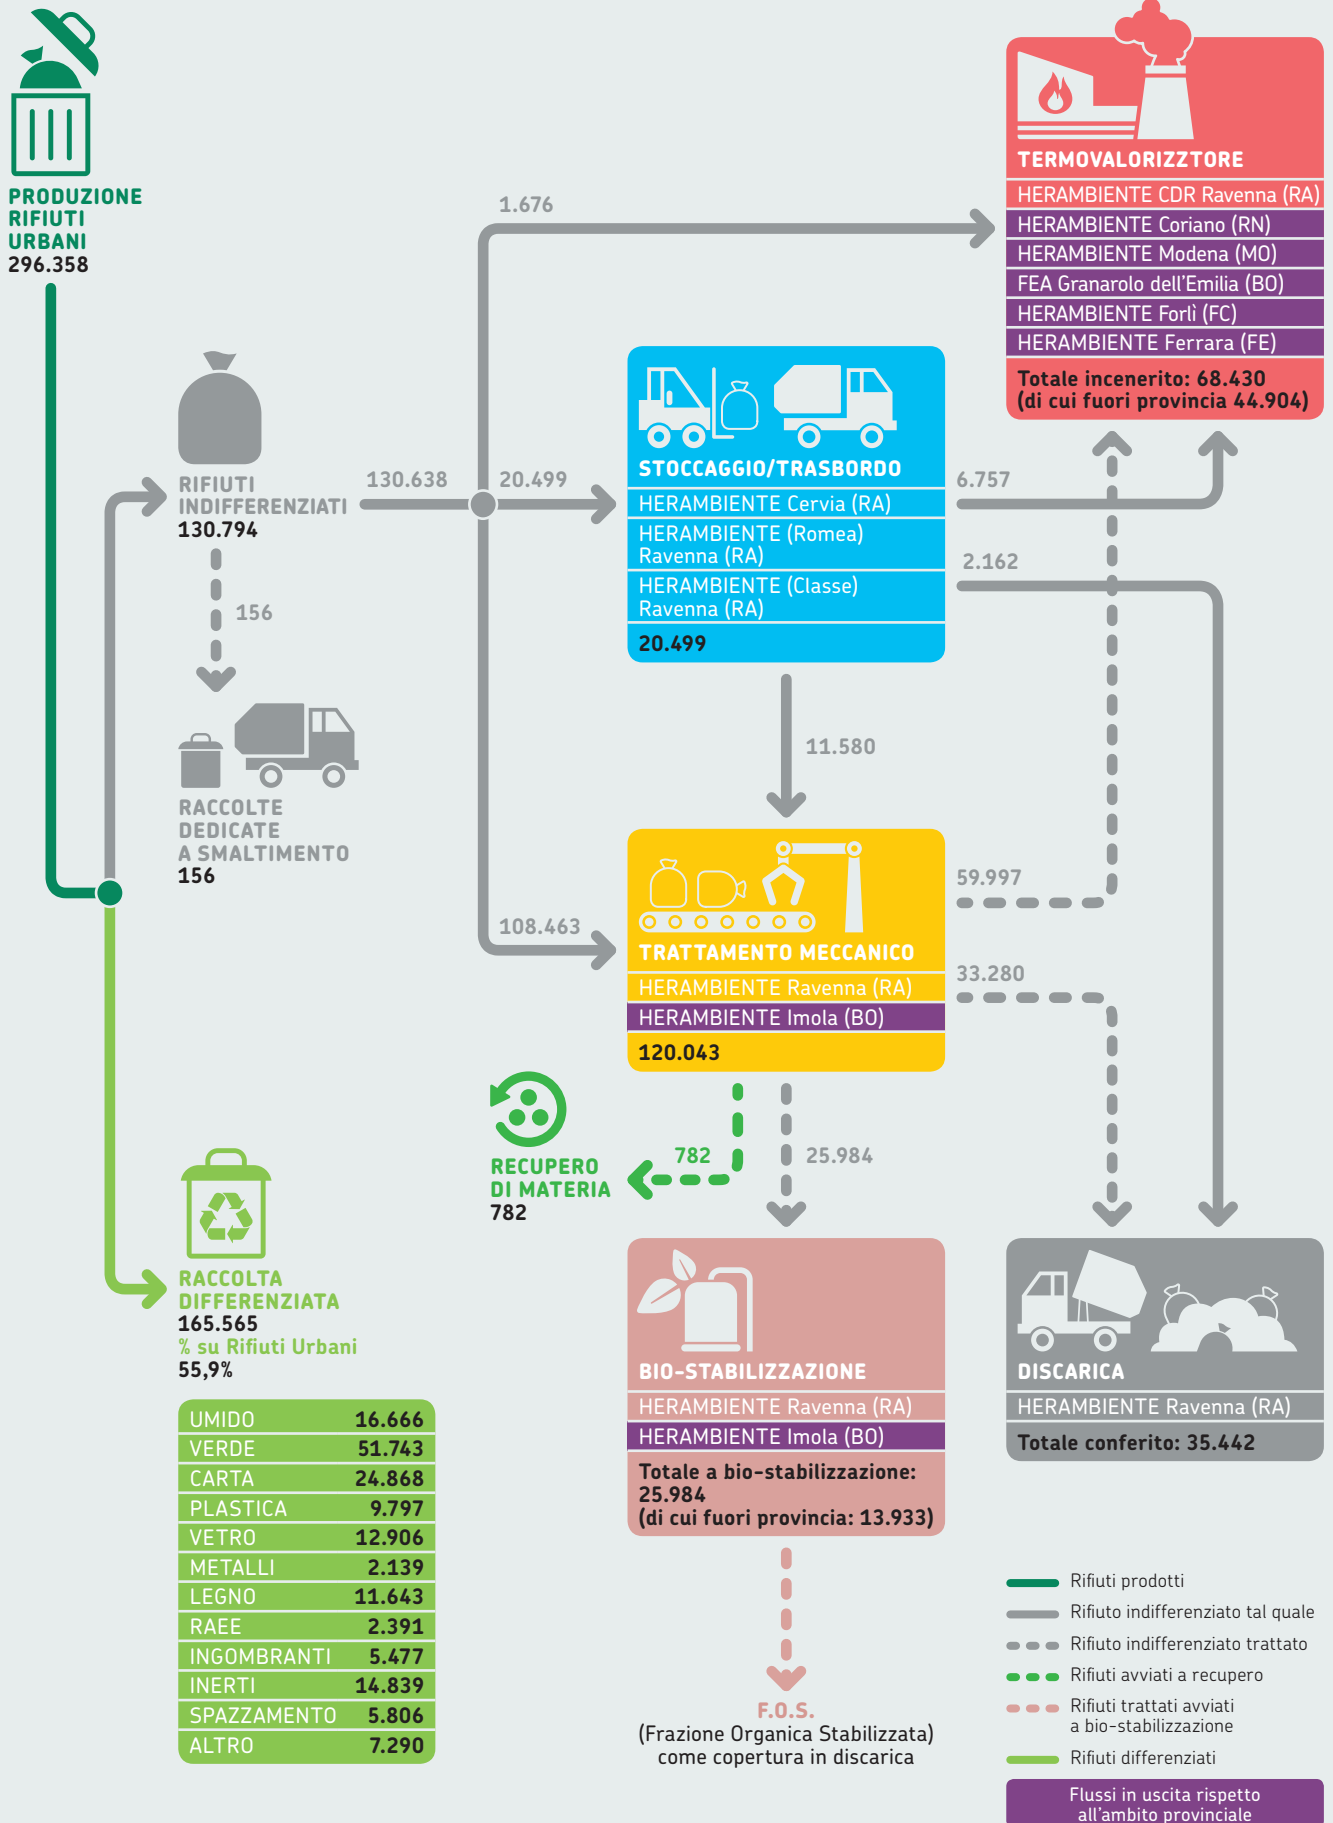 PRODUZIONE
RIFIUTI
URBANI
296.358
RIFIUTI
INDIFFERENZIATI
130.794
156
RACCOLTE
DEDICATE
A SMALTIMENTO
156
130.638
1.676
20.499
108.463
TERMOVALORIZZTORE
HERAMBIENTE CDR Ravenna (RA)
HERAMBIENTE Coriano (RN)
HERAMBIENTE Modena (MO)
FEA Granarolo dell'Emilia (BO)
HERAMBIENTE Forlì (FC)
HERAMBIENTE Ferrara (FE)
Totale incenerito: 68.430
(di cui fuori provincia 44.904)
STOCCAGGIO/TRASBORDO
HERAMBIENTE Cervia (RA)
HERAMBIENTE (Romea)
Ravenna (RA)
HERAMBIENTE (Classe)
Ravenna (RA)
20.499
6.757
2.162
11.580
TRATTAMENTO MECCANICO
HERAMBIENTE Ravenna (RA)
HERAMBIENTE Imola (BO)
120.043
59.997
33.280
782
25.984
RECUPERO
DI MATERIA
782
RACCOLTA
DIFFERENZIATA
165.565
% su Rifiuti Urbani
55,9%
UMIDO 16.666
VERDE 51.743
CARTA 24.868
PLASTICA 9.797
VETRO 12.906
METALLI 2.139
LEGNO 11.643
RAEE 2.391
INGOMBRANTI 5.477
INERTI 14.839
SPAZZAMENTO 5.806
ALTRO 7.290
BIO-STABILIZZAZIONE
HERAMBIENTE Ravenna (RA)
HERAMBIENTE Imola (BO)
Totale a bio-stabilizzazione:
25.984
(di cui fuori provincia: 13.933)
F.O.S.
(Frazione Organica Stabilizzata)
come copertura in discarica
DISCARICA
HERAMBIENTE Ravenna (RA)
Totale conferito: 35.442
Rifiuti prodotti
Rifiuto indifferenziato tal quale
Rifiuto indifferenziato trattato
Rifiuti avviati a recupero
Rifiuti trattati avviati
a bio-stabilizzazione
Rifiuti differenziati
Flussi in uscita rispetto
all'ambito provinciale